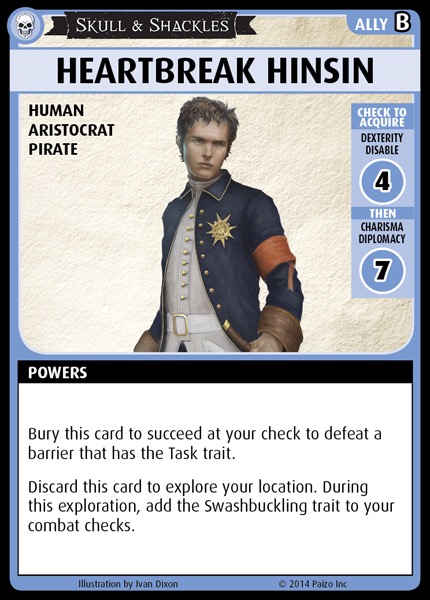 SKULL & SHACKLES
ALLY B
HEARTBREAK HINSIN
HUMAN
ARISTOCRAT
PIRATE
CHECK TO
ACQUIRE
DEXTERITY
DISABLE
4
THEN
CHARISMA
DIPLOMACY
7
POWERS
Bury this card to succeed at your check to defeat a
barrier that has the Task trait.
Discard this card to explore your location. During
this exploration, add the Swashbuckling trait to your
combat checks.
Illustration by Ivan Dixon
© 2014 Paizo Inc